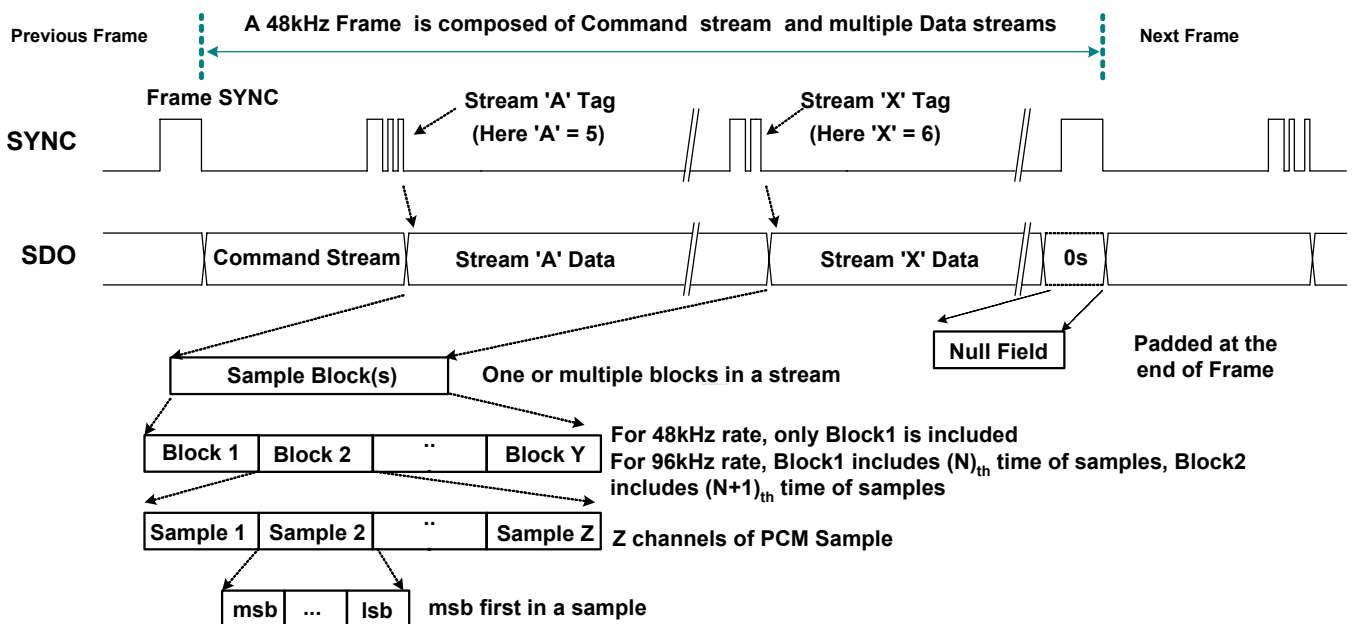 A 48kHz Frame is composed of Command stream and multiple Data streams
Previous Frame
Next Frame
Frame SYNC
Stream 'A' Tag
(Here 'A' = 5)
Stream 'X' Tag
(Here 'X' = 6)
SYNC
SDO
Command Stream
Stream 'A' Data
Stream 'X' Data
0s
Null Field
Padded at the
end of Frame
Sample Block(s)
One or multiple blocks in a stream
Block 1
Block 2
..
Block Y
For 48kHz rate, only Block1 is included
For 96kHz rate, Block1 includes (N)th time of samples, Block2
includes (N+1)th time of samples
Sample 1
Sample 2
..
Sample Z
Z channels of PCM Sample
msb
...
lsb
msb first in a sample